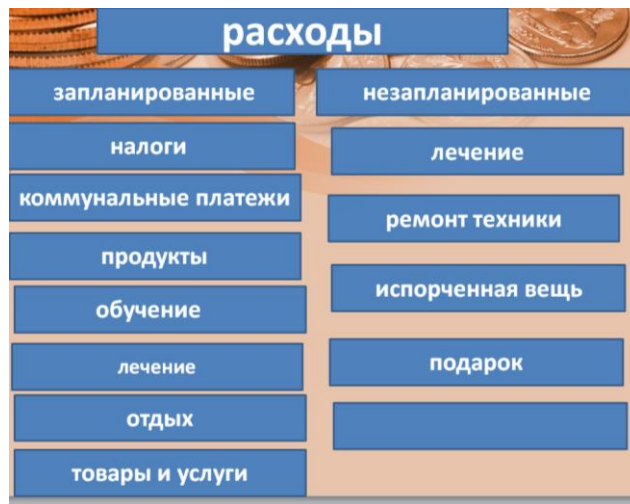 расходы
запланированные
налоги
коммунальные платежи
продукты
обучение
лечение
отдых
товары и услуги
незапланированные
лечение
ремонт техники
испорченная вещь
подарок